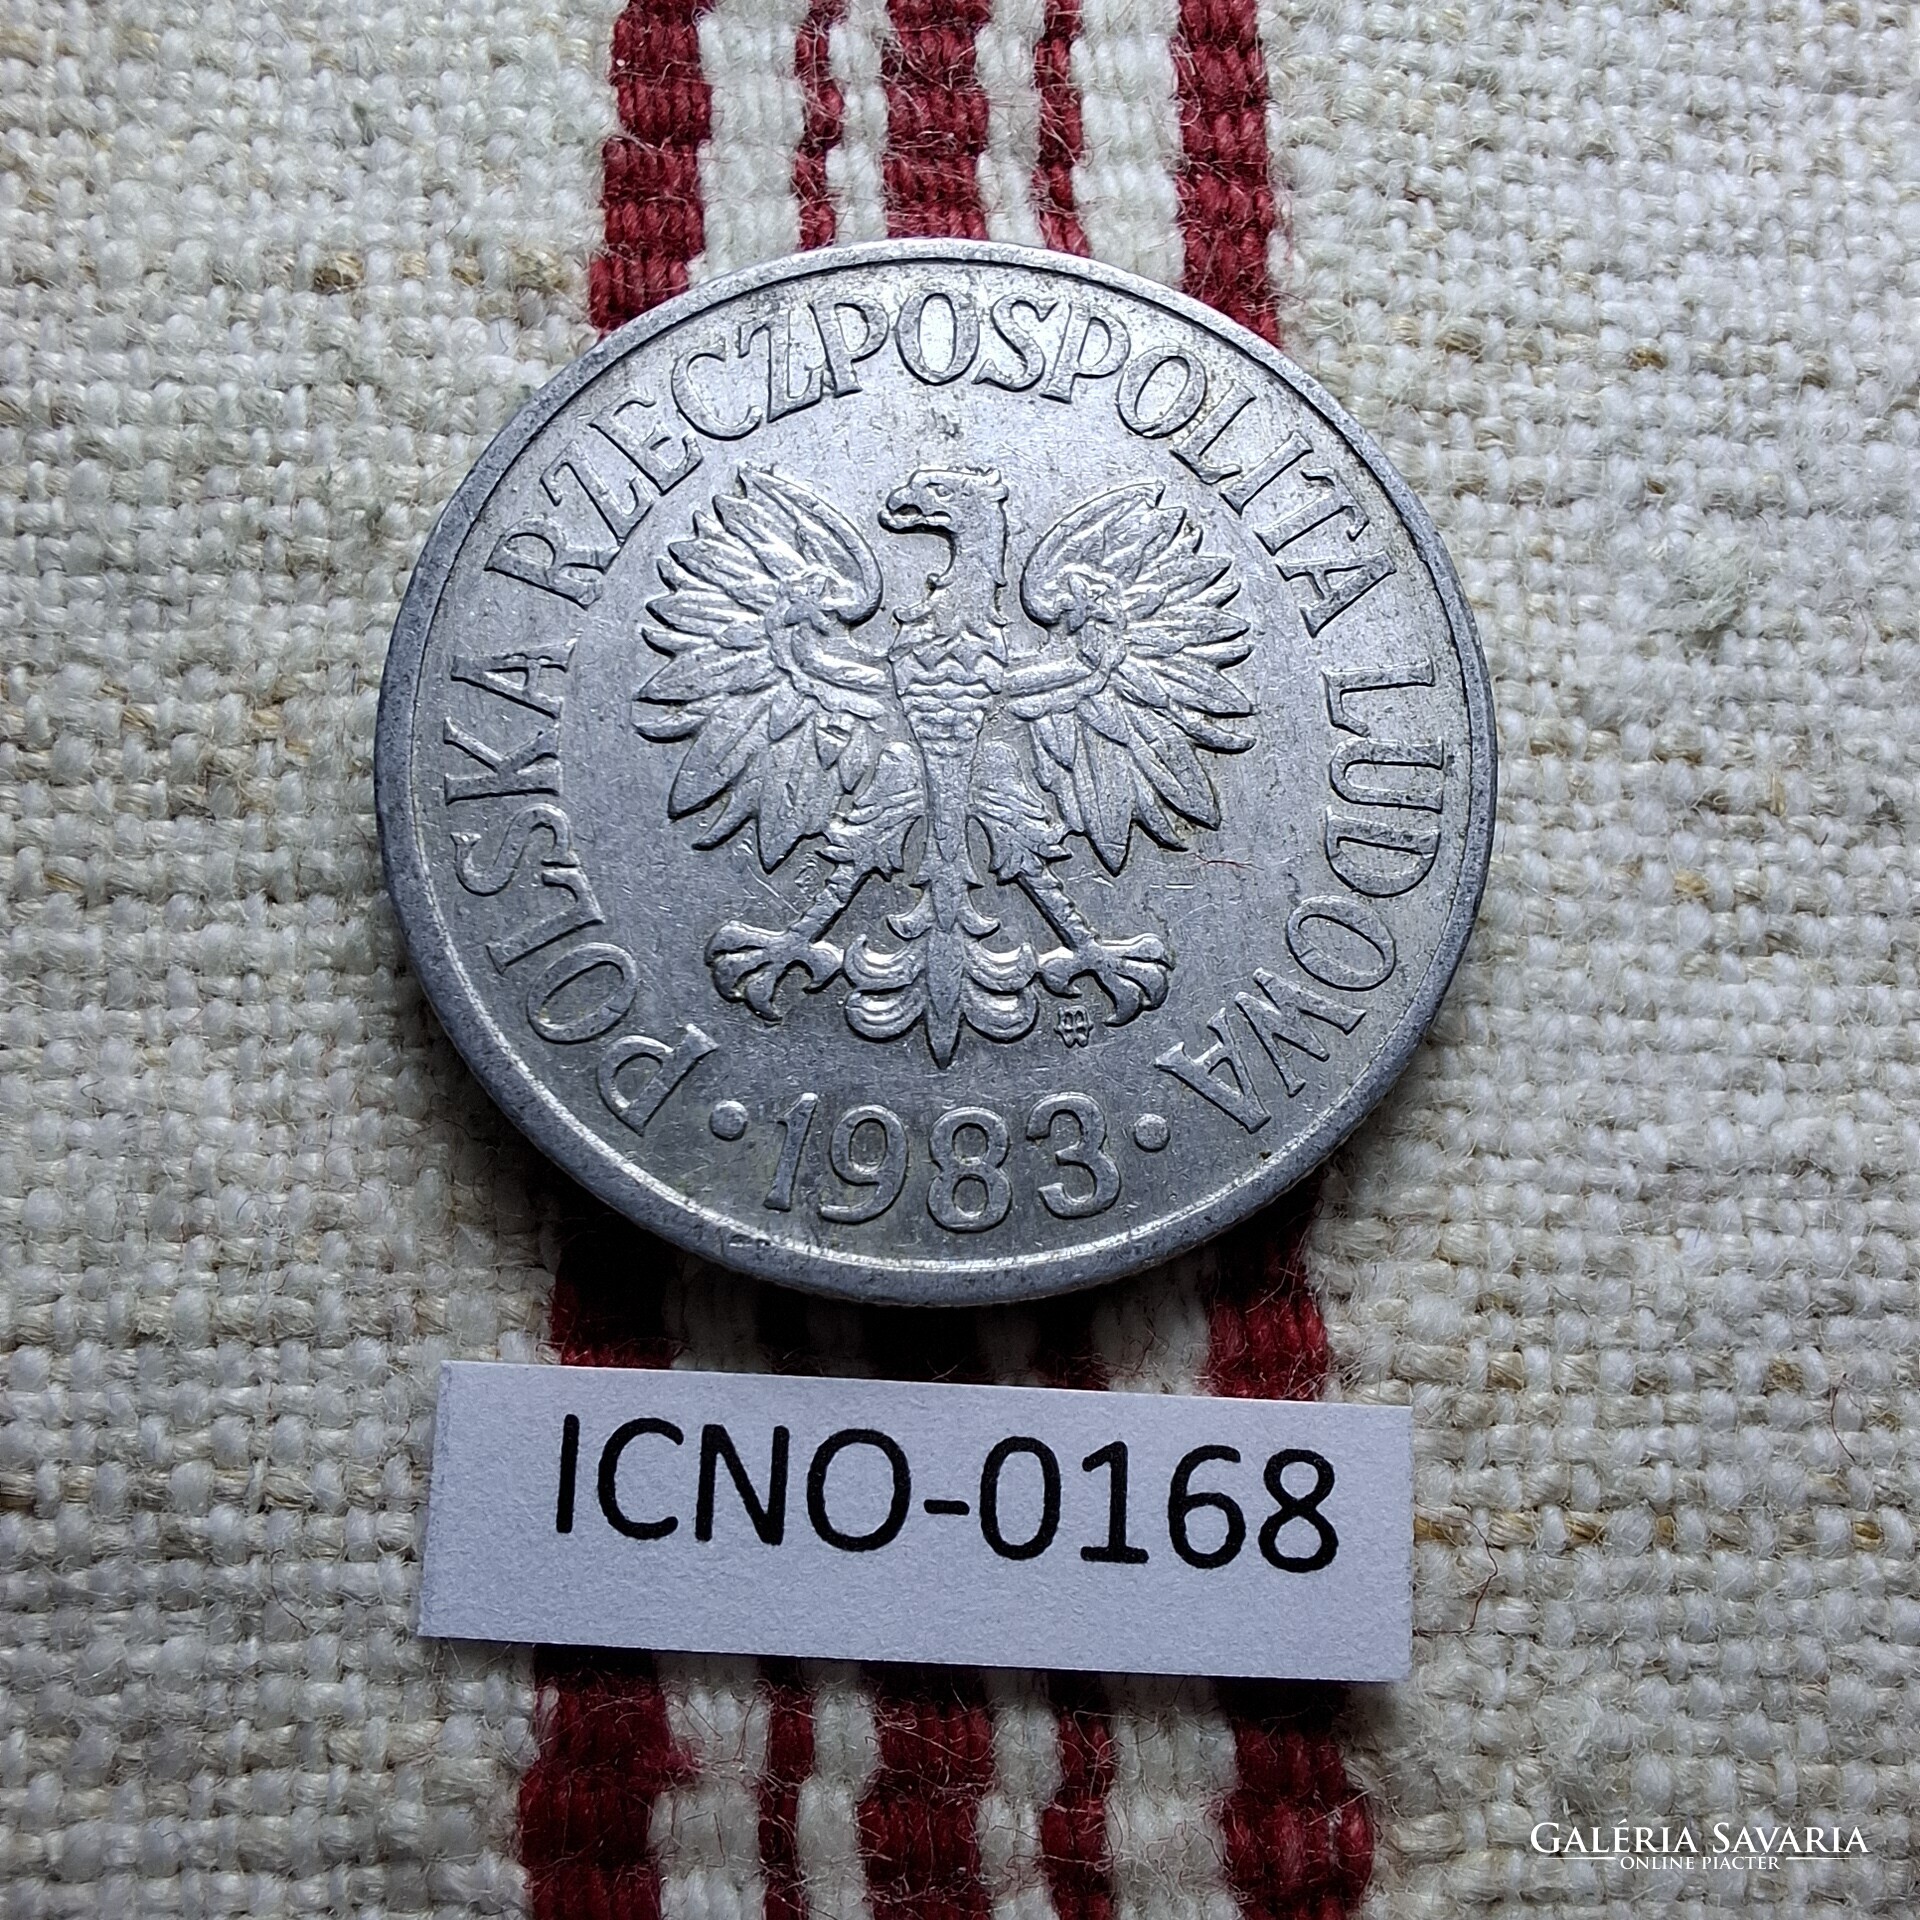 POLSKA RZECZPOSPOLITA LUDOWA
· 1983 ·
ICNO-0168
GALÉRIA SAVARIA
ONLINE PIACTÉR